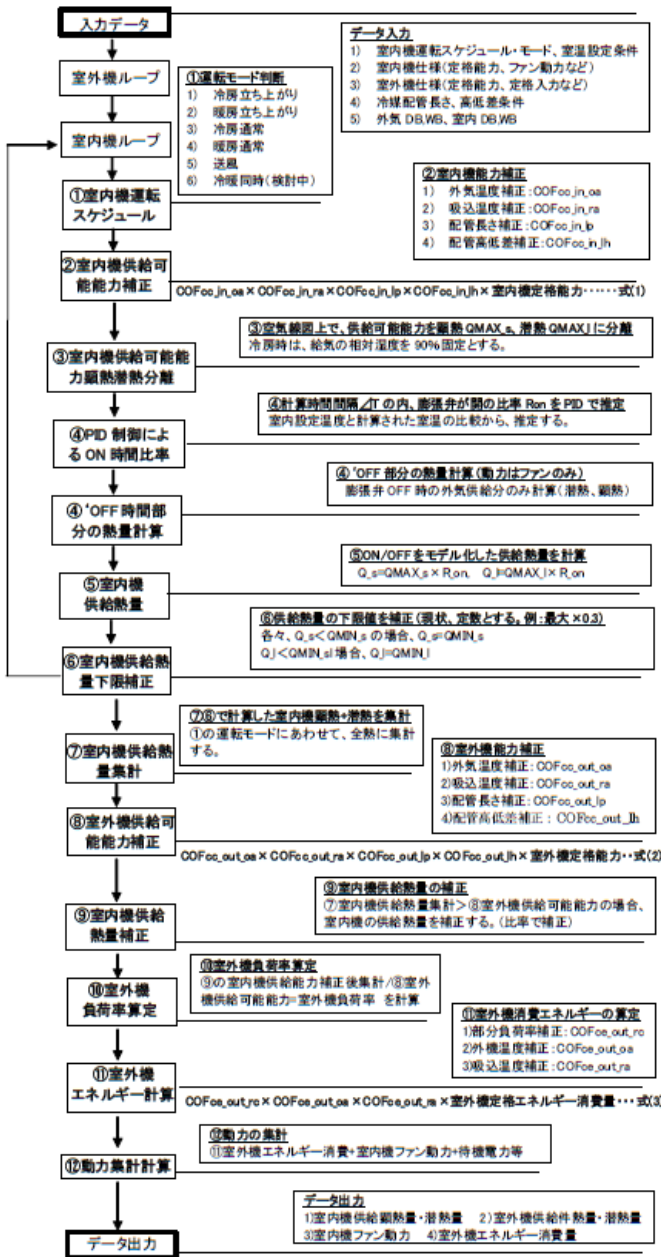 入力データ
データ入力
1) 室内機運転スケジュール・モード、室温設定条件
2) 室内機仕様(定格能力、ファン動力など)
3) 室外機仕様(定格能力、定格入力など)
4) 冷媒配管長さ、高低差条件
5) 外気 DB,WB、室内 DB,WB
室外機ループ
①運転モード判断
1) 冷房立ち上がり
2) 暖房立ち上がり
3) 冷房通常
4) 暖房通常
5) 送風
6) 冷暖同時(検討中)
室内機ループ
①室内機運転
スケジュール
②室内機能力補正
1) 外気温度補正:COFcc_in_oa
2) 吸込温度補正:COFcc_in_ra
3) 配管長さ補正:COFcc_in_lp
4) 配管高低差補正:COFcc_in_lh
②室内機供給可
能能力補正
COFcc_in_oa×COFcc_in_ra×COFcc_in_lp×COFcc_in_lh×室内機定格能力……式(1)
③空気線図上で、供給可能能力を顕熱 QMAX_s、潜熱 QMAX_l に分離
冷房時は、給気の相対湿度を 90%固定とする。
③室内機供給可能能
力顕熱潜熱分離
④計算時間間隔⊿T の内、膨張弁が開の比率 Ron を PID で推定
室内設定温度と計算された室温の比較から、推定する。
④PID 制御によ
る ON 時間比率
④'OFF 部分の熱量計算(動力はファンのみ)
膨張弁 OFF 時の外気供給分のみ計算(潜熱、顕熱)
④'OFF 時間部
分の熱量計算
⑤ON/OFF をモデル化した供給熱量を計算
Q_s=QMAX_s×R_on, Q_l=QMAX_l×R_on
⑤室内機
供給熱量
⑥供給熱量の下限値を補正(現状、定数とする。例:最大×0.3)
各々、Q_s<QMIN_s の場合、Q_s=QMIN_s
Q_l<QMIN_sl 場合、Q_l=QMIN_l
⑥室内機供給熱
量下限補正
⑦⑥で計算した室内機顕熱+潜熱を集計
①の運転モードにあわせて、全熱に集計
する。
⑦室内機供給熱
量集計
⑧室外機能力補正
1)外気温度補正:COFcc_out_oa
2)吸込温度補正:COFcc_out_ra
3)配管長さ補正:COFcc_out_lp
4)配管高低差補正:COFcc_out_lh
⑧室外機供給可
能能力補正
COFcc_out_oa×COFcc_out_ra×COFcc_out_lp×COFcc_out_lh×室外機定格能力‥式(2)
⑨室内機供給熱量の補正
⑦室内機供給熱量集計>⑧室外機供給可能能力の場合、
室内機の供給熱量を補正する。(比率で補正)
⑨室内機供給
熱量補正
⑩室外機負荷率算定
⑨の室内機供給能力補正後集計/⑧室外
機供給可能能力=室外機負荷率 を計算
⑩室外機
負荷率算定
⑪室外機消費エネルギーの算定
1)部分負荷率補正:COFce_out_rc
2)外機温度補正:COFce_out_oa
3)吸込温度補正:COFce_out_ra
⑪室外機
エネルギー計算
COFce_out_rc×COFce_out_oa×COFce_out_ra×室外機定格エネルギー消費量…式(3)
⑫動力の集計
⑪室外機エネルギー消費+室内機ファン動力+待機電力等
⑫動力集計計算
データ出力
1)室内機供給顕熱量・潜熱量 2)室外機供給件熱量・潜熱量
3)室内機ファン動力 4)室外機エネルギー消費量
データ出力